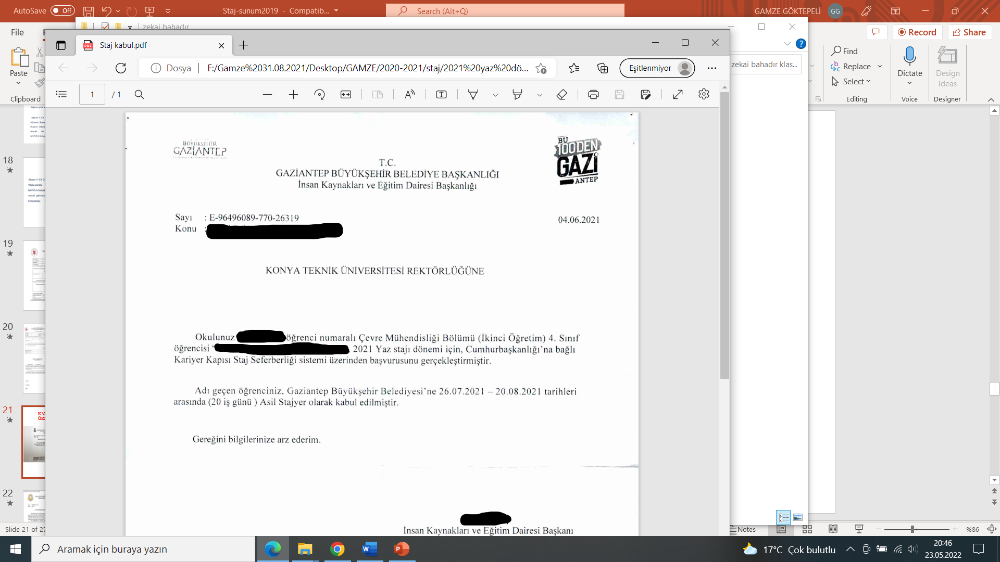 AutoSave Off
Staj-sunum2019 - Compatib...
Search (Alt+Q)
GAMZE GÖKTEPELİ GG
zekai bahadır
File
Record
Share
Staj kabul.pdf
Dosya
F:/Gamze%2031.08.2021/Desktop/GAMZE/2020-2021/staj/2021%20yaz%20dö...
Eşitlenmiyor
zekai bahadır klas...
Paste
Clipboard
Find
Replace
Select
Editing
Dictate
Voice
Design
Ideas
Designer
1 / 1
BÜYÜKŞEHİR
GAZİANTEP
BU
100DEN
GAZİ
ANTEP
T.C.
GAZİANTEP BÜYÜKŞEHİR BELEDİYE BAŞKANLIĞI
İnsan Kaynakları ve Eğitim Dairesi Başkanlığı
Sayı : E-96496089-770-26319
04.06.2021
Konu :
KONYA TEKNİK ÜNİVERSİTESİ REKTÖRLÜĞÜNE
Okulunuz öğrenci numaralı Çevre Mühendisliği Bölümü (İkinci Öğretim) 4. Sınıf
öğrencisi 2021 Yaz stajı dönemi için, Cumhurbaşkanlığı'na bağlı
Kariyer Kapısı Staj Seferberliği sistemi üzerinden başvurusunu gerçekleştirmiştir.
Adı geçen öğrenciniz, Gaziantep Büyükşehir Belediyesi'ne 26.07.2021 – 20.08.2021 tarihleri
arasında (20 iş günü ) Asil Stajyer olarak kabul edilmiştir.
Gereğini bilgilerinize arz ederim.
İnsan Kaynakları ve Eğitim Dairesi Başkanı
18
19
20
21
22
Slide 21 of 27
Notes
%86
Aramak için buraya yazın
17°C Çok bulutlu
20:46
23.05.2022